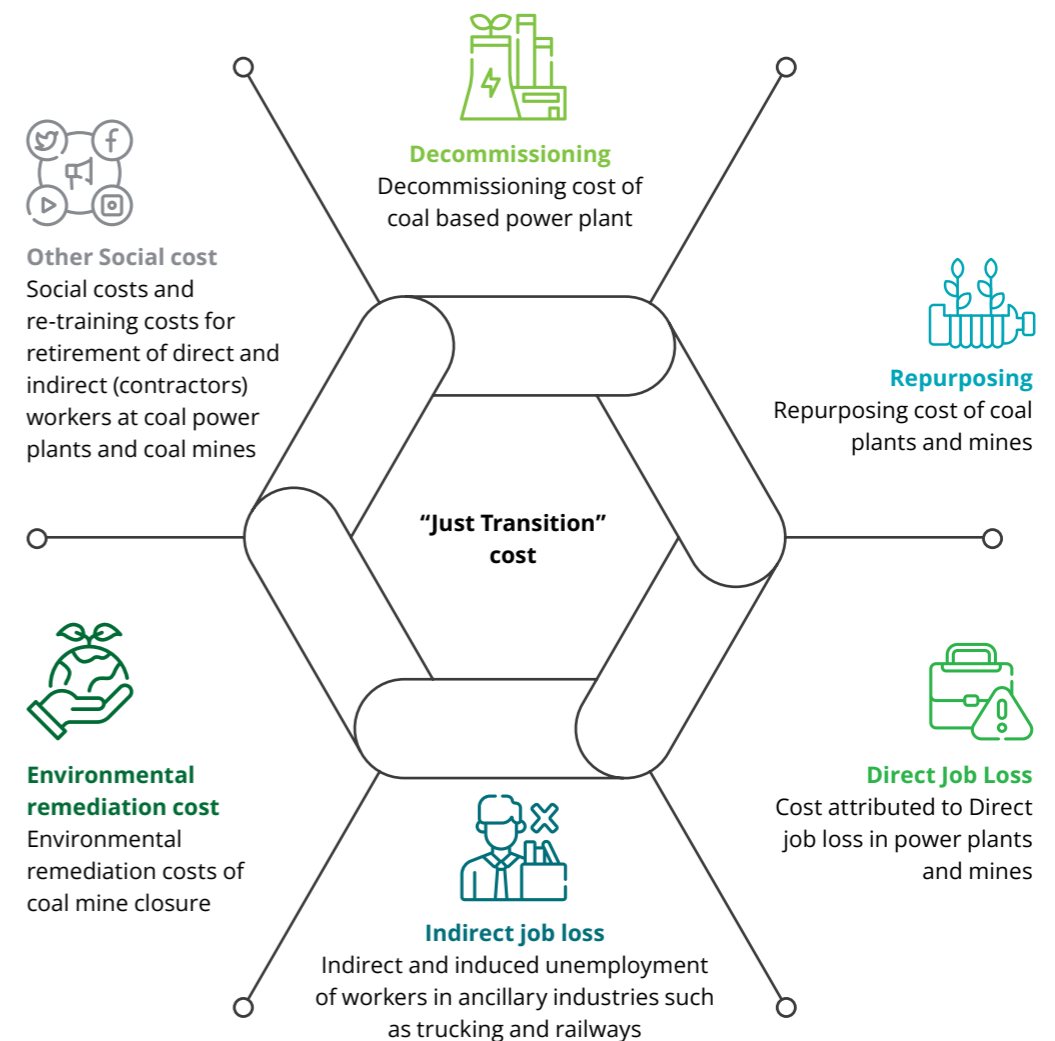 Decommissioning
Decommissioning cost of
coal based power plant
Other Social cost
Social costs and
re-training costs for
retirement of direct and
indirect (contractors)
workers at coal power
plants and coal mines
Repurposing
Repurposing cost of coal
plants and mines
“Just Transition”
cost
Environmental
remediation cost
Environmental
remediation costs of
coal mine closure
Direct Job Loss
Cost attributed to Direct
job loss in power plants
and mines
Indirect job loss
Indirect and induced unemployment
of workers in ancillary industries such
as trucking and railways